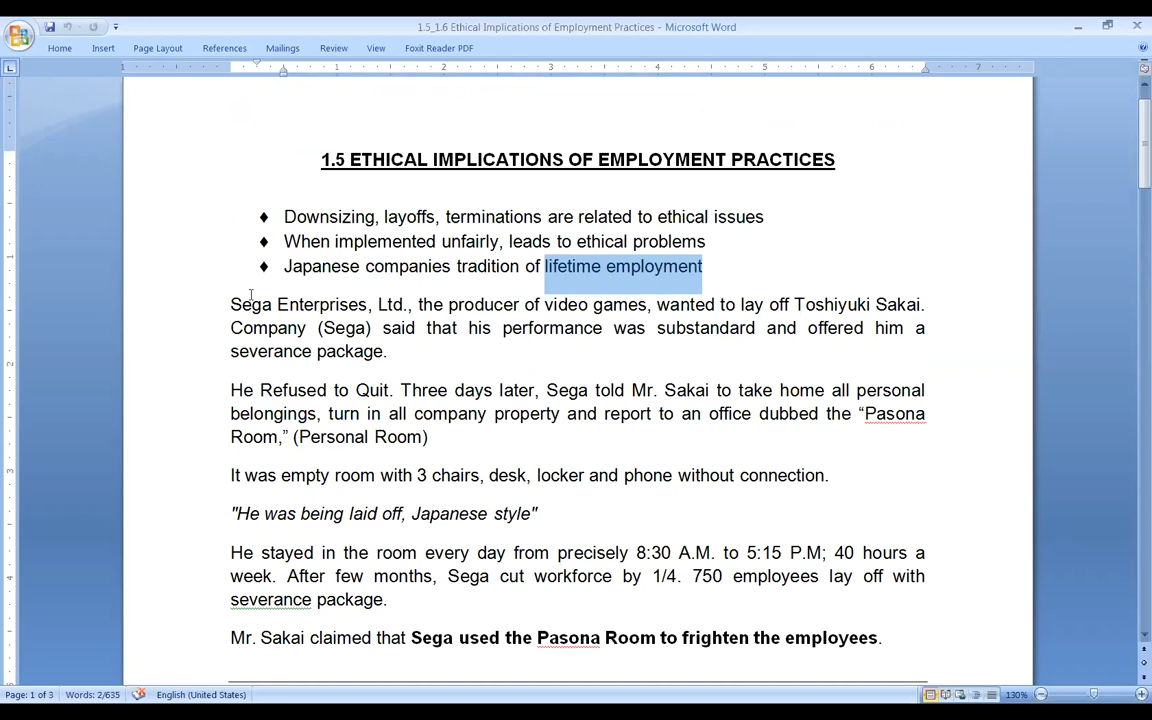 1.5_1.6 Ethical Implications of Employment Practices - Microsoft Word
Home Insert Page Layout References Mailings Review View Foxit Reader PDF
1 1 2 3 4 5 6 7
1.5 ETHICAL IMPLICATIONS OF EMPLOYMENT PRACTICES
♦ Downsizing, layoffs, terminations are related to ethical issues
♦ When implemented unfairly, leads to ethical problems
♦ Japanese companies tradition of lifetime employment
Sega Enterprises, Ltd., the producer of video games, wanted to lay off Toshiyuki Sakai.
Company (Sega) said that his performance was substandard and offered him a
severance package.
He Refused to Quit. Three days later, Sega told Mr. Sakai to take home all personal
belongings, turn in all company property and report to an office dubbed the “Pasona
Room,” (Personal Room)
It was empty room with 3 chairs, desk, locker and phone without connection.
"He was being laid off, Japanese style"
He stayed in the room every day from precisely 8:30 A.M. to 5:15 P.M; 40 hours a
week. After few months, Sega cut workforce by 1/4. 750 employees lay off with
severance package.
Mr. Sakai claimed that Sega used the Pasona Room to frighten the employees.
Page: 1 of 3 Words: 2/635 English (United States) 130%